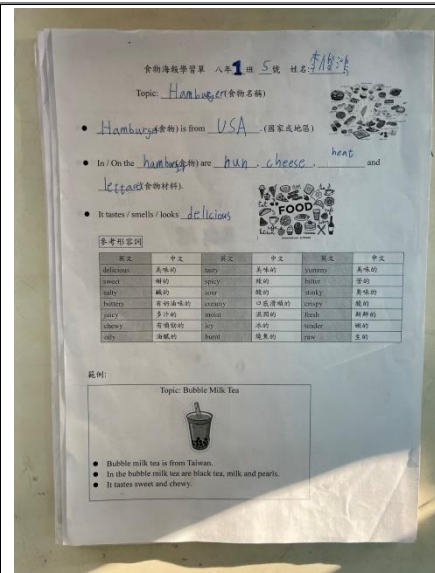 食物海報學習單 八年1班 5號 姓名:李
Topic: Hamburger(食物名稱)
● Hamburger(食物) is from USA .(國家或地區)
● In / On the hamburg(食物) are hun , cheese , heat and
lettard(食物材料).
● It tastes / smells / looks delicious
FOOD
參考形容詞
英文 中文 英文 中文 英文 中文
delicious 美味的 tasty 美味的 yummy 美味的
sweet 甜的 spicy 辣的 bitter 苦的
salty 鹹的 sour 酸的 stinky 臭味的
buttery 有奶油味的 creamy 口感滑順的 crispy 脆的
juicy 多汁的 moist 濕潤的 fresh 新鮮的
chewy 有嚼勁的 icy 冰的 tender 嫩的
oily 油膩的 burnt 燒焦的 raw 生的
範例:
Topic: Bubble Milk Tea
● Bubble milk tea is from Taiwan.
● In the bubble milk tea are black tea, milk and pearls.
● It tastes sweet and chewy.